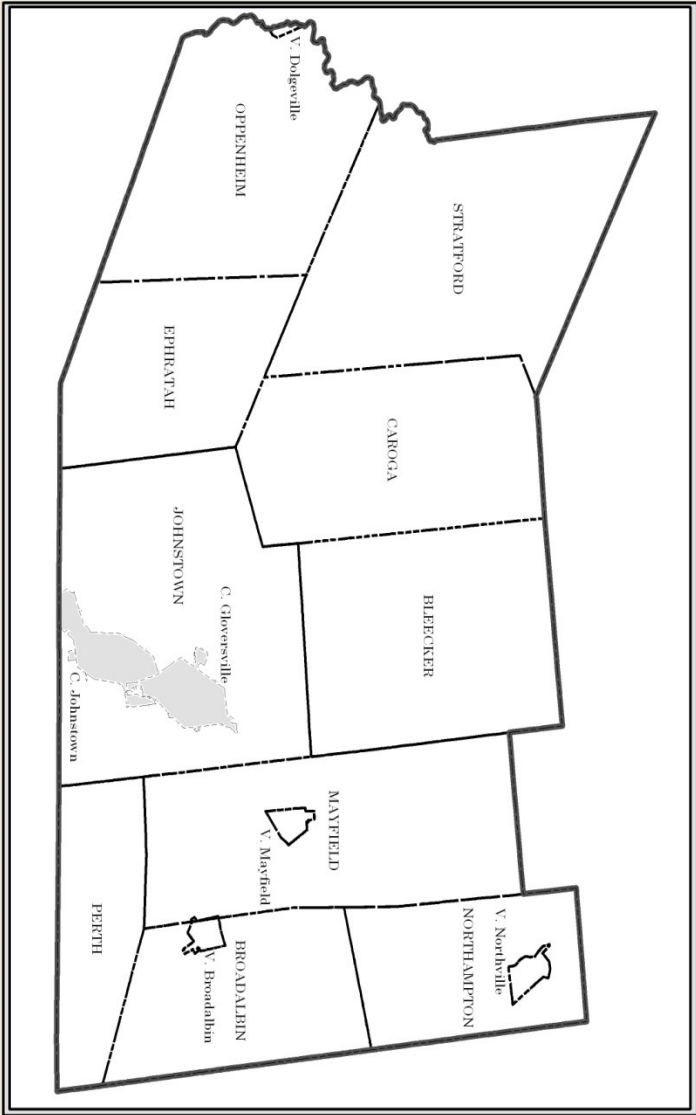 STRATFORD
V. Dolgeville
OPPENHEIM
CAROGA
EPHRATAH
BLEECKER
JOHNSTOWN
C. Gloversville
C. Johnstown
V. Northville
NORTHAMPTON
MAYFIELD
V. Mayfield
BROADALBIN
V. Broadalbin
PERTH